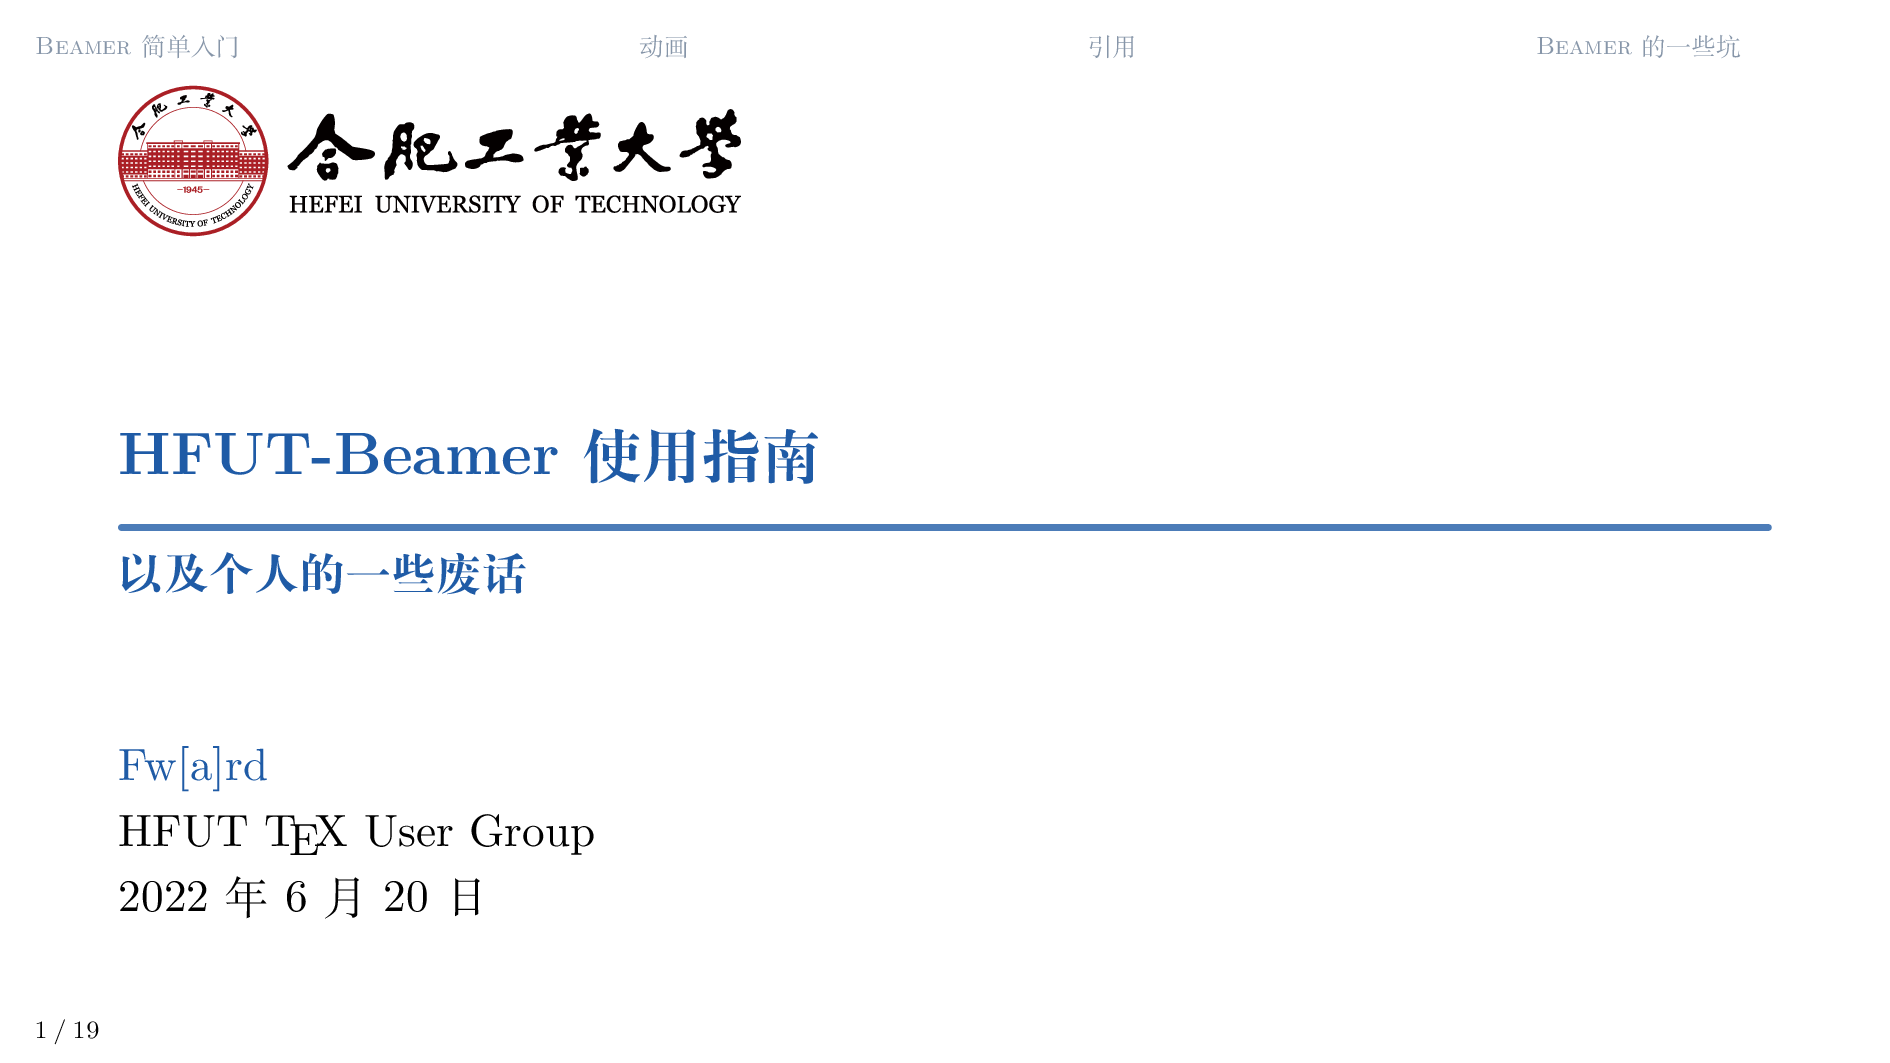 BEAMER 简单入门 动画 引用 BEAMER 的一些坑
合肥工業大學
-1945-
HEFEI UNIVERSITY OF TECHNOLOGY
合肥工業大學
HEFEI UNIVERSITY OF TECHNOLOGY
HFUT-Beamer 使用指南
以及个人的一些废话
Fw[a]rd
HFUT TEX User Group
2022 年 6 月 20 日
1 / 19